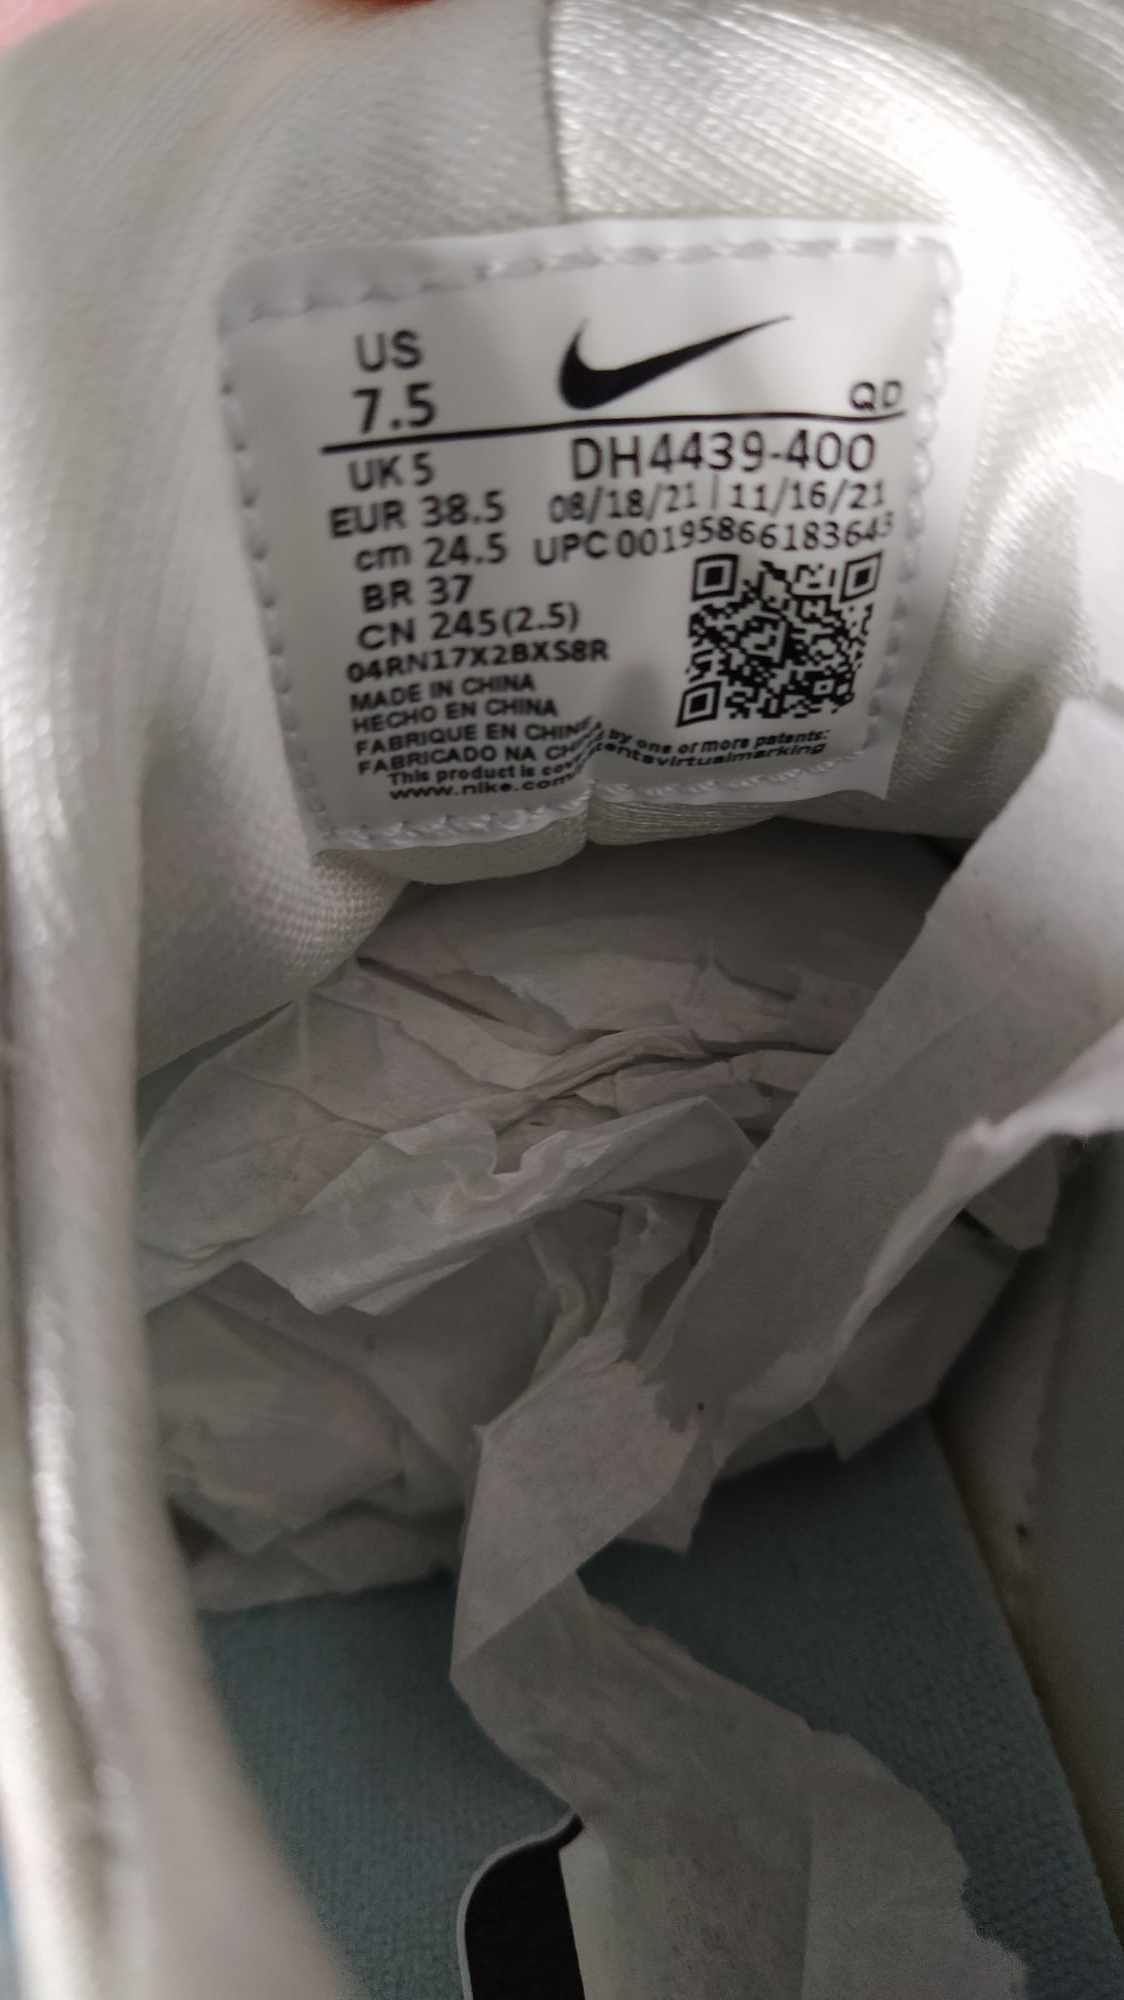 US
7.5
QD
UK 5
DH4439-400
EUR 38.5
08/18/21 | 11/16/21
cm 24.5
UPC 00195866183643
BR 37
CN 245(2.5)
04RN17X2BXS8R
MADE IN CHINA
HECHO EN CHINA
FABRIQUE EN CHINE
FABRICADO NA
This product is by one or more patents:
www.nike.com